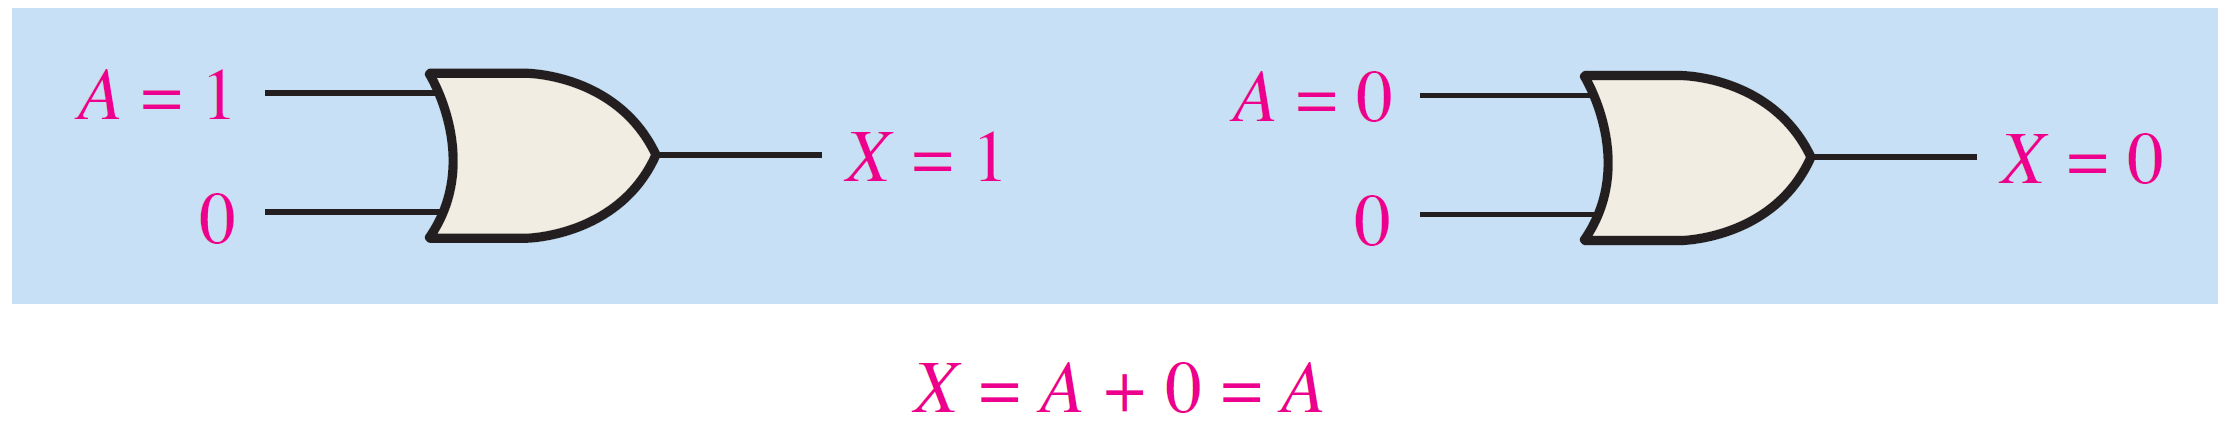 A = 1
0
X = 1
A = 0
0
X = 0
X = A + 0 = A